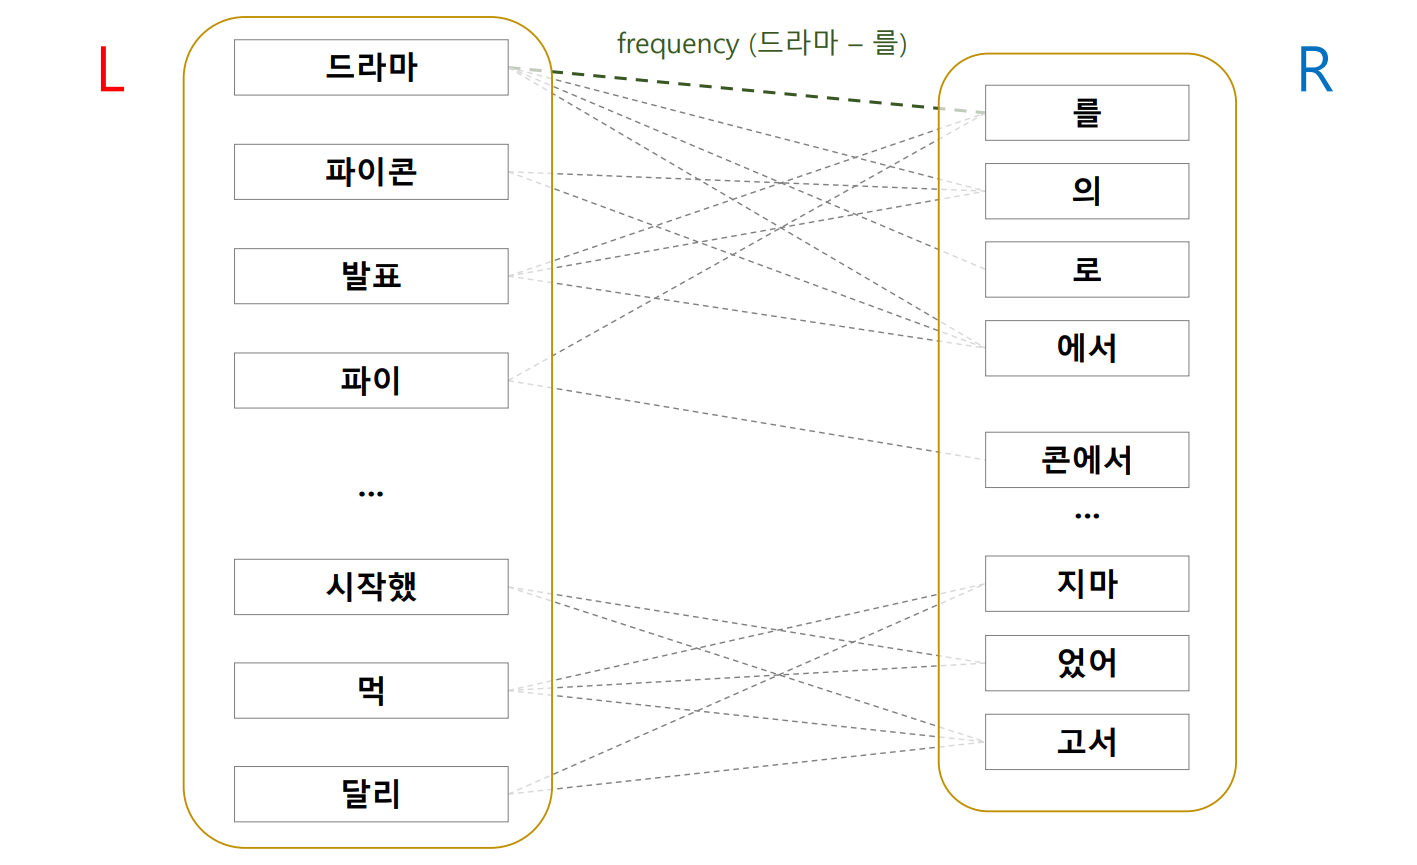 L
frequency (드라마 – 를)
R
드라마
파이콘
발표
파이
...
시작했
먹
달리
를
의
로
에서
콘에서
...
지마
었어
고서